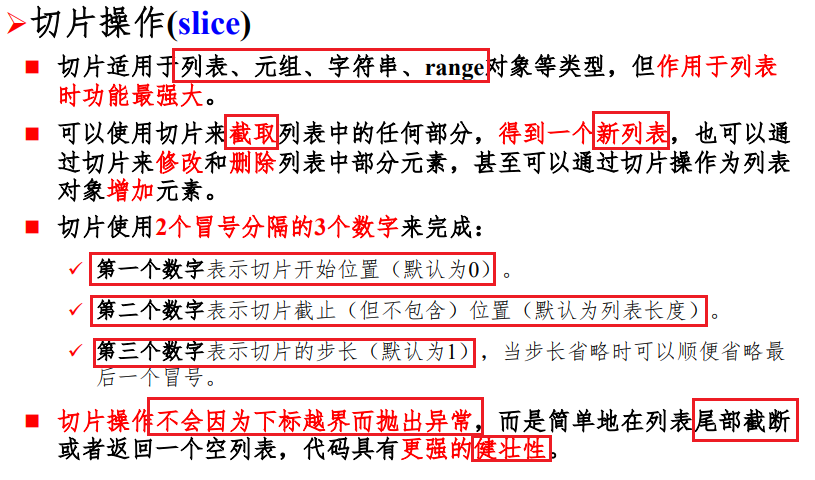 切片操作(slice)
切片适用于列表、元组、字符串、range对象等类型，但作用于列表
时功能最强大。
可以使用切片来截取列表中的任何部分，得到一个新列表，也可以通
过切片来修改和删除列表中部分元素，甚至可以通过切片操作为列表
对象增加元素。
切片使用2个冒号分隔的3个数字来完成：
第一个数字表示切片开始位置（默认为0）。
第二个数字表示切片截止（但不包含）位置（默认为列表长度）。
第三个数字表示切片的步长（默认为1），当步长省略时可以顺便省略最
后一个冒号。
切片操作不会因为下标越界而抛出异常，而是简单地在列表尾部截断
或者返回一个空列表，代码具有更强的健壮性。